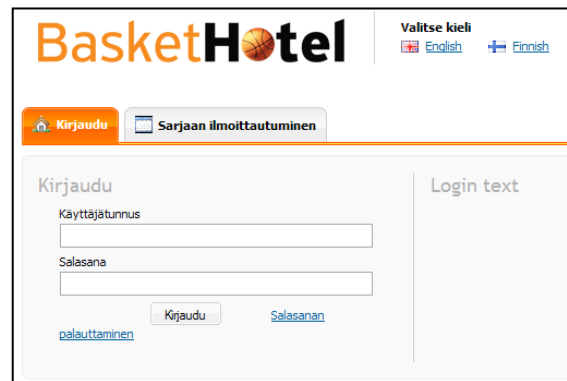 BasketHotel
Valitse kieli
English Finnish
Kirjaudu Sarjaan ilmoittautuminen
Kirjaudu
Login text
Käyttäjätunnus
Salasana
Kirjaudu Salasanan
palauttaminen